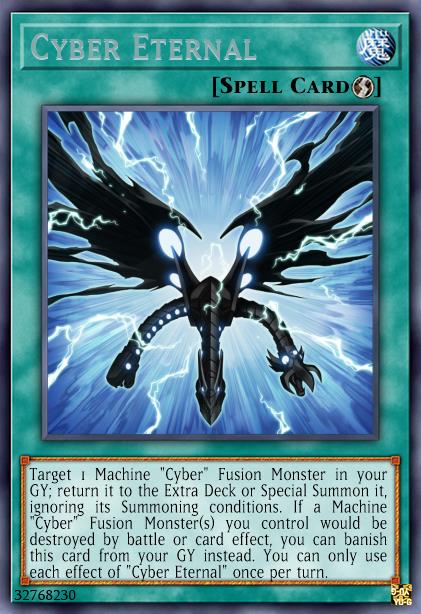 Cyber Eternal
魔
[Spell Card]
Target 1 Machine "Cyber" Fusion Monster in your
GY; return it to the Extra Deck or Special Summon it,
ignoring its Summoning conditions. If a Machine
"Cyber" Fusion Monster(s) you control would be
destroyed by battle or card effect, you can banish
this card from your GY instead. You can only use
each effect of "Cyber Eternal" once per turn.
32768230